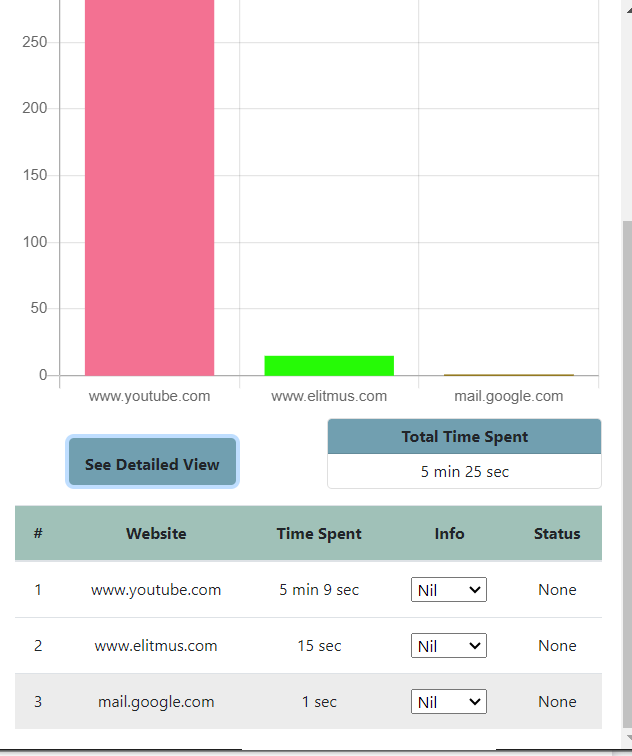 250
200
150
100
50
0
www.youtube.com www.elitmus.com mail.google.com
See Detailed View
Total Time Spent
5 min 25 sec
# Website Time Spent Info Status
1 www.youtube.com 5 min 9 sec Nil None
2 www.elitmus.com 15 sec Nil None
3 mail.google.com 1 sec Nil None